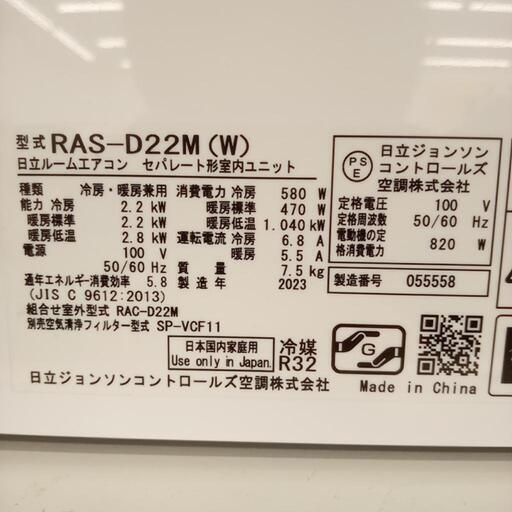 型式 RAS-D22M (W)
日立ルームエアコン セパレート形室内ユニット
種類 冷房・暖房兼用
能力 冷房 2.2 kW
暖房標準 2.2 kW
暖房低温 2.8 kW
電源 100 V
50/60 Hz
通年エネルギー消費効率 5.8
(JIS C 9612:2013)
組合せ室外型式 RAC-D22M
別売空気清浄フィルター型式 SP-VCF11
消費電力 冷房 580 W
暖房標準 470 W
暖房低温 1.040 kW
運転電流 冷房 6.8 A
暖房 5.5 A
質量 7.5 kg
製造年 2023
PS
E
日立ジョンソン
コントロールズ
空調株式会社
定格電圧 100 V
定格周波数 50/60 Hz
電動機の定
格消費電力 820 W
製造番号 055558
日本国内家庭用
Use only in Japan.
冷媒
R32
G
日立ジョンソンコントロールズ空調株式会社
Made in China